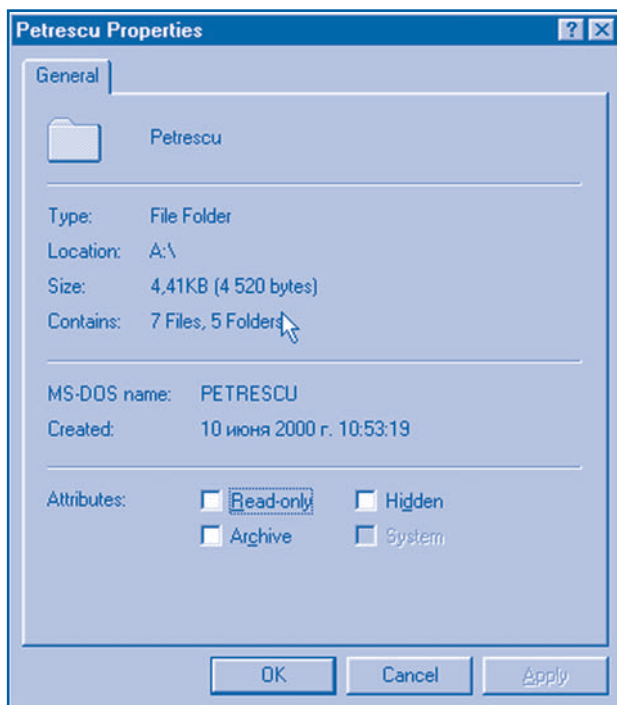 Petrescu Properties
General
Petrescu
Type: File Folder
Location: A:\
Size: 4,41KB (4 520 bytes)
Contains: 7 Files, 5 Folders
MS-DOS name: PETRESCU
Created: 10 июня 2000 г. 10:53:19
Attributes: Read-only Hidden
Archive System
OK Cancel Apply